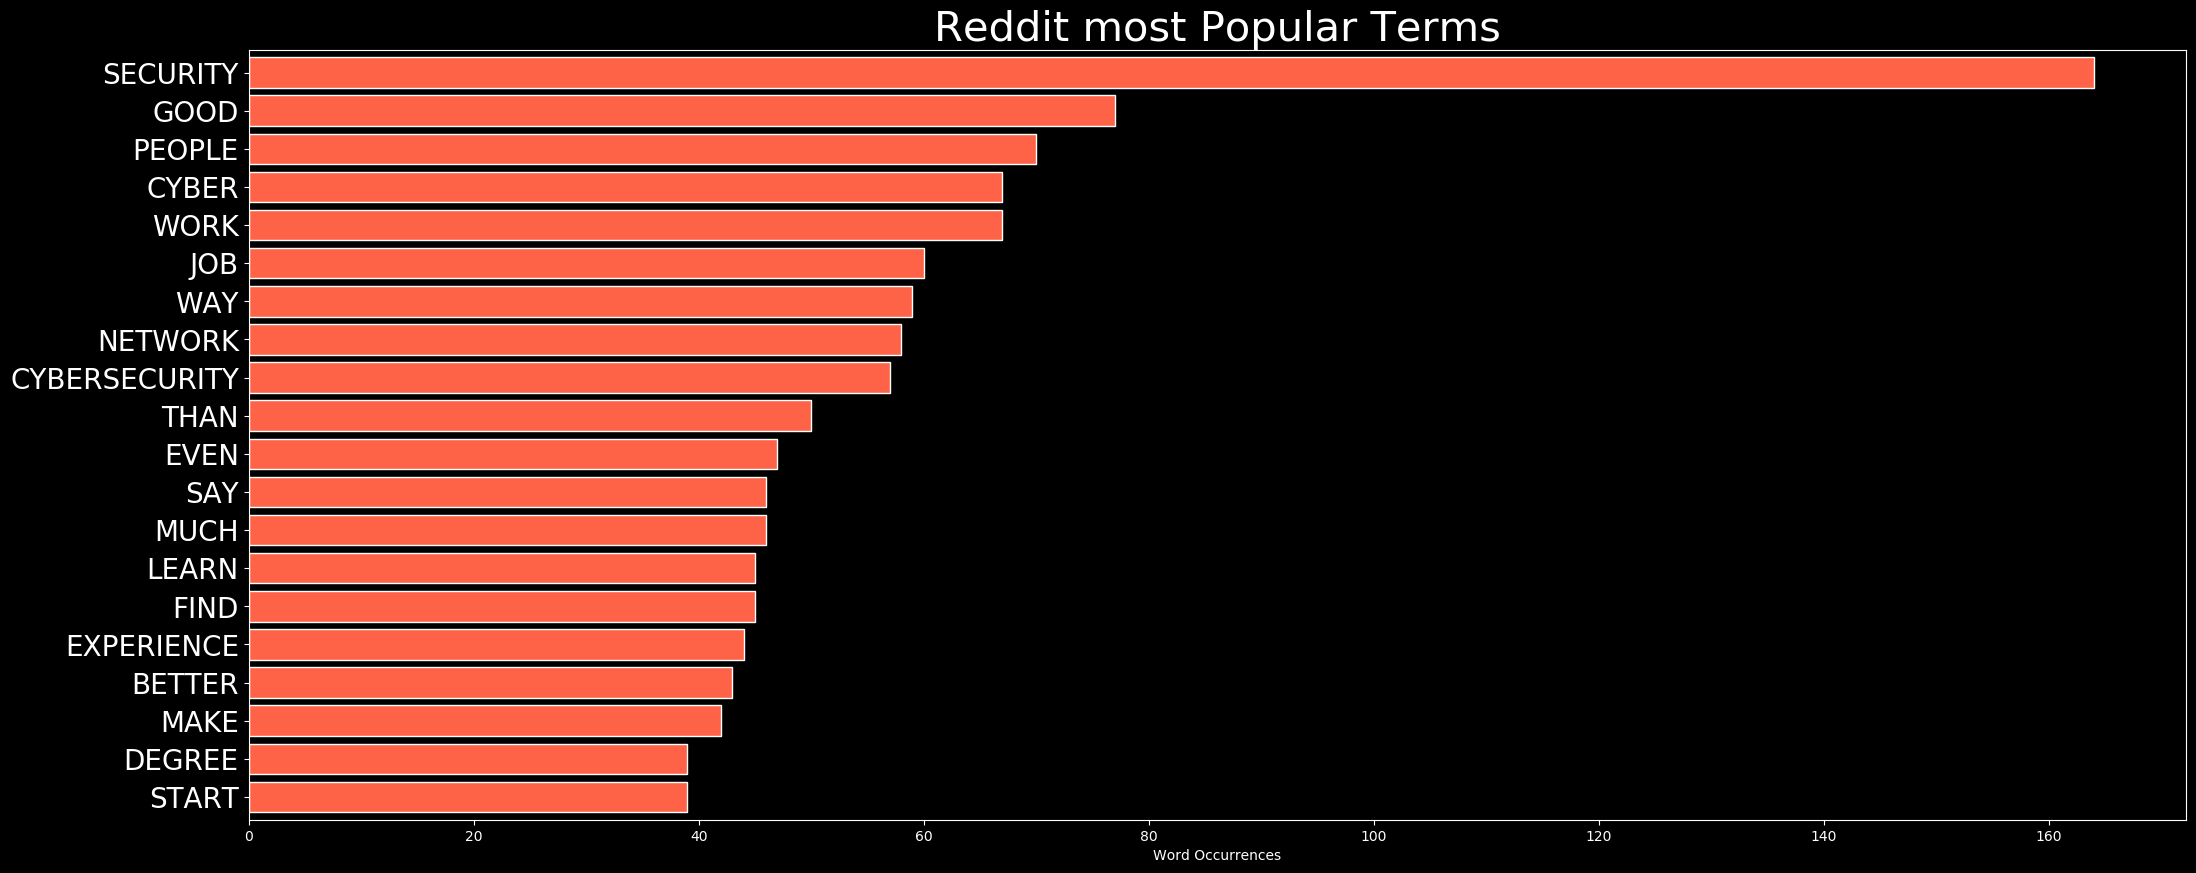 Reddit most Popular Terms
SECURITY
GOOD
PEOPLE
CYBER
WORK
JOB
WAY
NETWORK
CYBERSECURITY
THAN
EVEN
SAY
MUCH
LEARN
FIND
EXPERIENCE
BETTER
MAKE
DEGREE
START
0 20 40 60 80 100 120 140 160
Word Occurrences